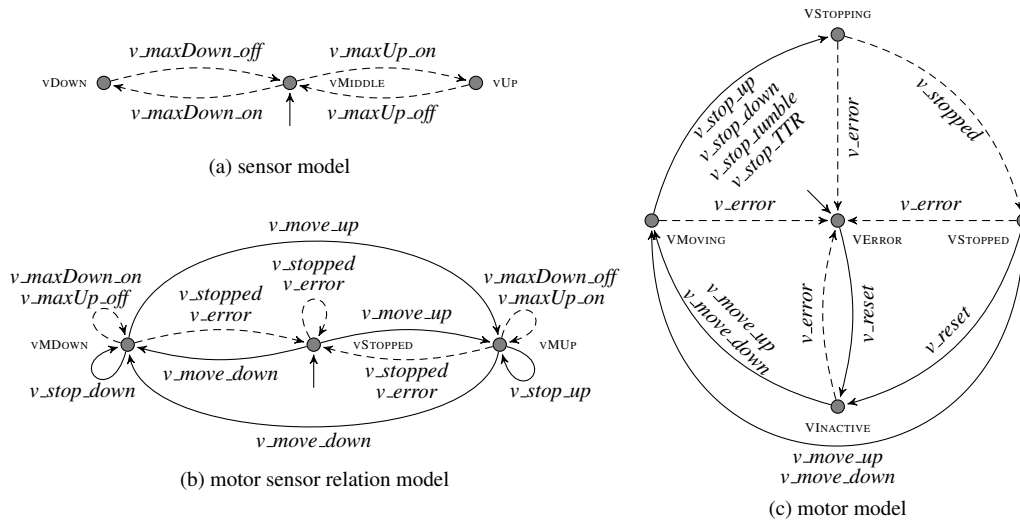 v_maxDown_off
v_maxUp_on
vDOWN
vMIDDLE
vUP
v_maxDown_on
v_maxUp_off
(a) sensor model
v_move_up
v_maxDown_on
v_maxUp_off
v_stopped
v_error
v_stopped
v_error
v_move_up
v_maxDown_off
v_maxUp_on
vMDOWN
vSTOPPED
vMUP
v_stop_down
v_move_down
v_stopped
v_error
v_stop_up
v_move_down
(b) motor sensor relation model
VSTOPPING
v_stop_up
v_stop_down
v_stop_tumble
v_stop_TTR
v_error
v_stopped
v_error
v_error
VMOVING
VERROR
VSTOPPED
v_move_up
v_move_down
v_error
v_reset
v_reset
VINACTIVE
v_move_up
v_move_down
(c) motor model